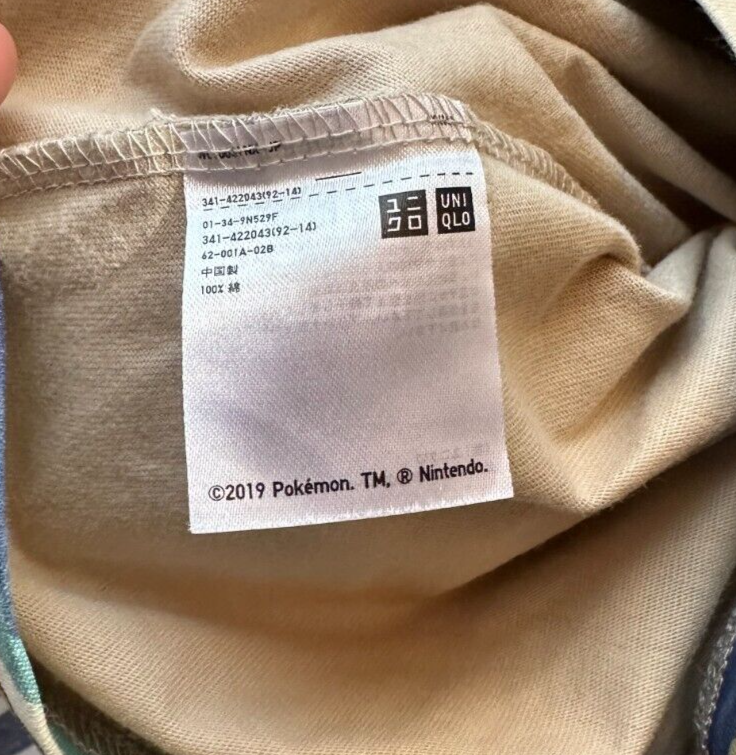 341-422043(92-14)
01-34-9N529F
341-422043(92-14)
62-001A-02B
中国製
100% 綿
ユニ
クロ
UNI
QLO
©2019 Pokémon. TM, ® Nintendo.